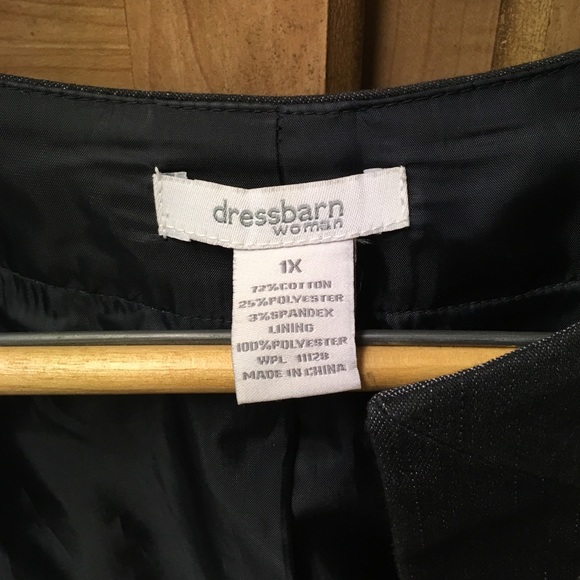 dressbarn
woman
1X
72%COTTON
25%POLYESTER
3%SPANDEX
LINING
100%POLYESTER
WPL 11128
MADE IN CHINA